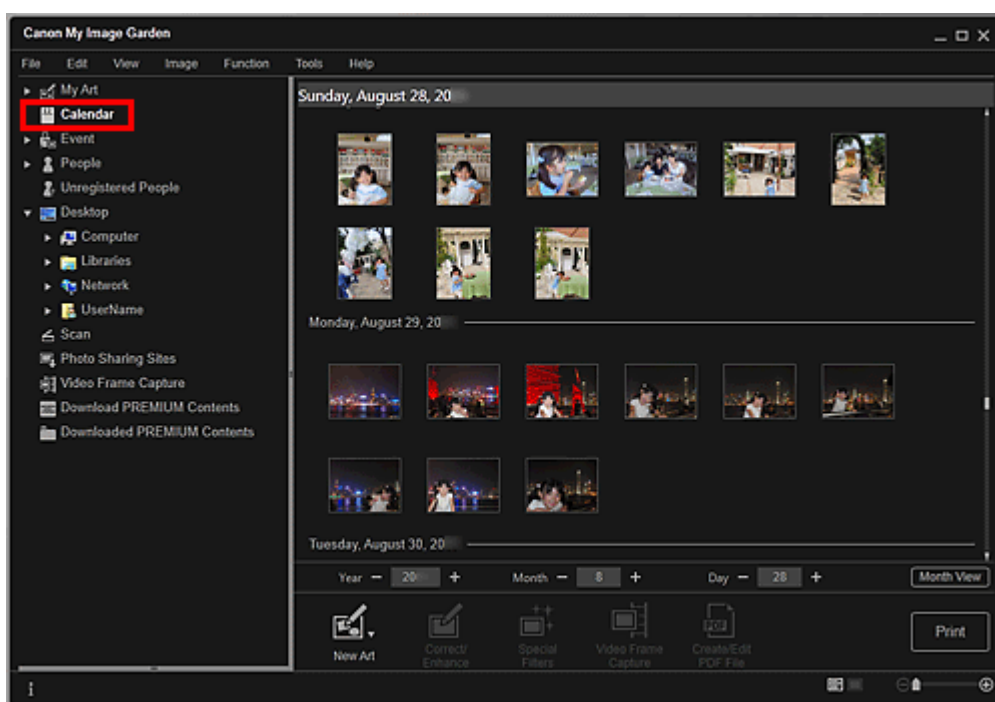 Canon My Image Garden
File Edit View Image Function Tools Help
My Art
Calendar
Event
People
Unregistered People
Desktop
Computer
Libraries
Network
UserName
Scan
Photo Sharing Sites
Video Frame Capture
Download PREMIUM Contents
Downloaded PREMIUM Contents
Sunday, August 28, 20
Monday, August 29, 20
Tuesday, August 30, 20
Year − 20 + Month − 8 + Day − 28 + Month View
New Art
Correct/
Enhance
Special
Filters
Video Frame
Capture
Create/Edit
PDF File
Print